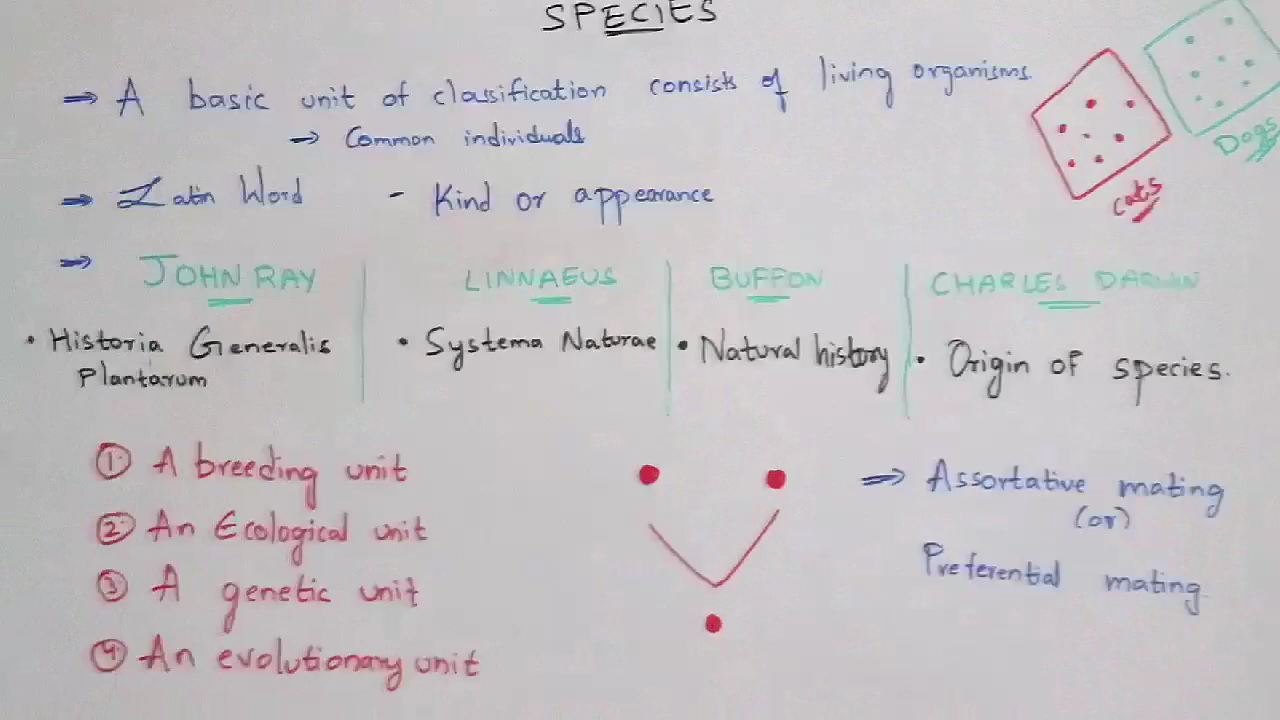 SPECIES
⇒ A basic unit of classification consists of living organisms.
→ Common individuals
⇒ Latin Word - Kind or appearance
Cats
Dogs
⇒ JOHN RAY LINNAEUS BUFFON CHARLES DARWIN
• Historia Generalis • Systema Naturae • Natural history • Origin of species.
Plantarum
① A breeding unit
② An Ecological unit
③ A genetic unit
④ An evolutionary unit
⇒ Assortative mating
(or)
Preferential mating